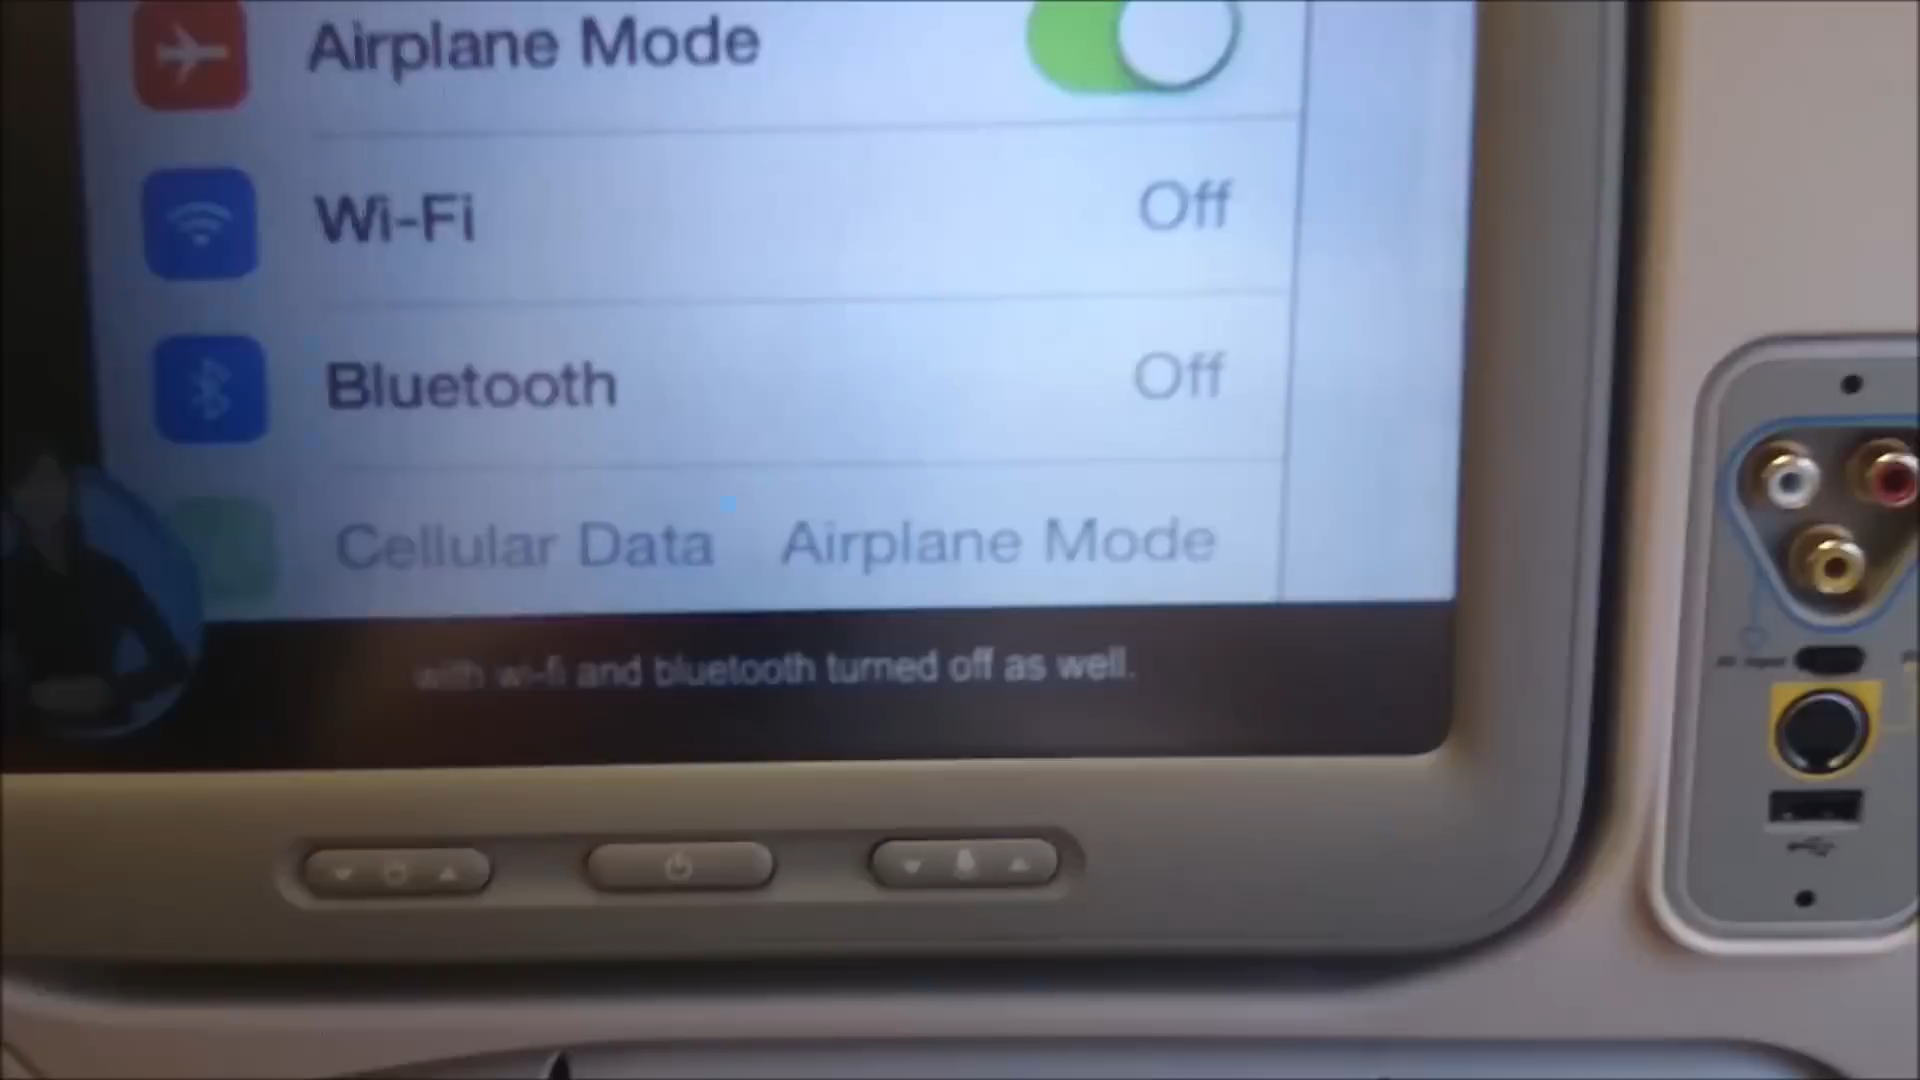 Airplane Mode
Wi-Fi Off
Bluetooth Off
Cellular Data Airplane Mode
with wi-fi and bluetooth turned off as well.